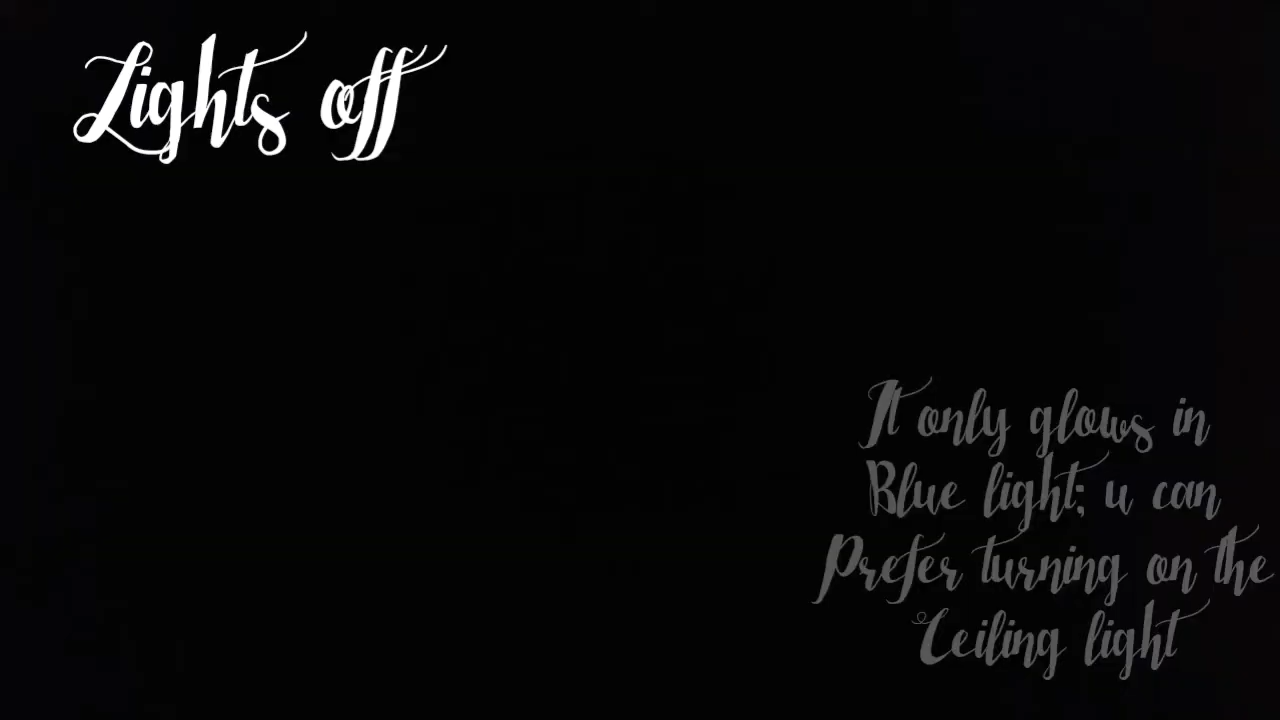 Lights off
It only glows in
Blue light; u can
Prefer turning on the
Ceiling light